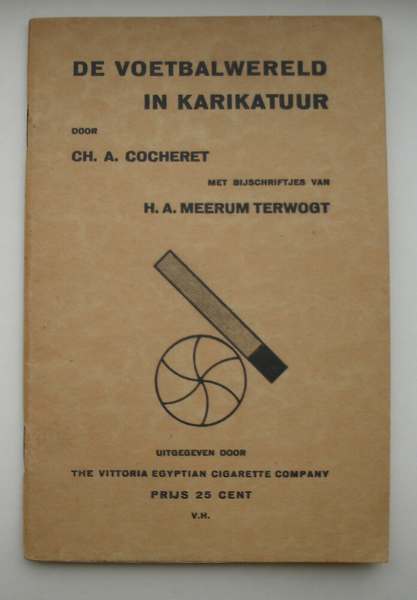 DE VOETBALWERELD
IN KARIKATUUR
DOOR
CH. A. COCHERET
MET BIJSCHRIFTJES VAN
H. A. MEERUM TERWOGT
UITGEGEVEN DOOR
THE VITTORIA EGYPTIAN CIGARETTE COMPANY
PRIJS 25 CENT
V.H.